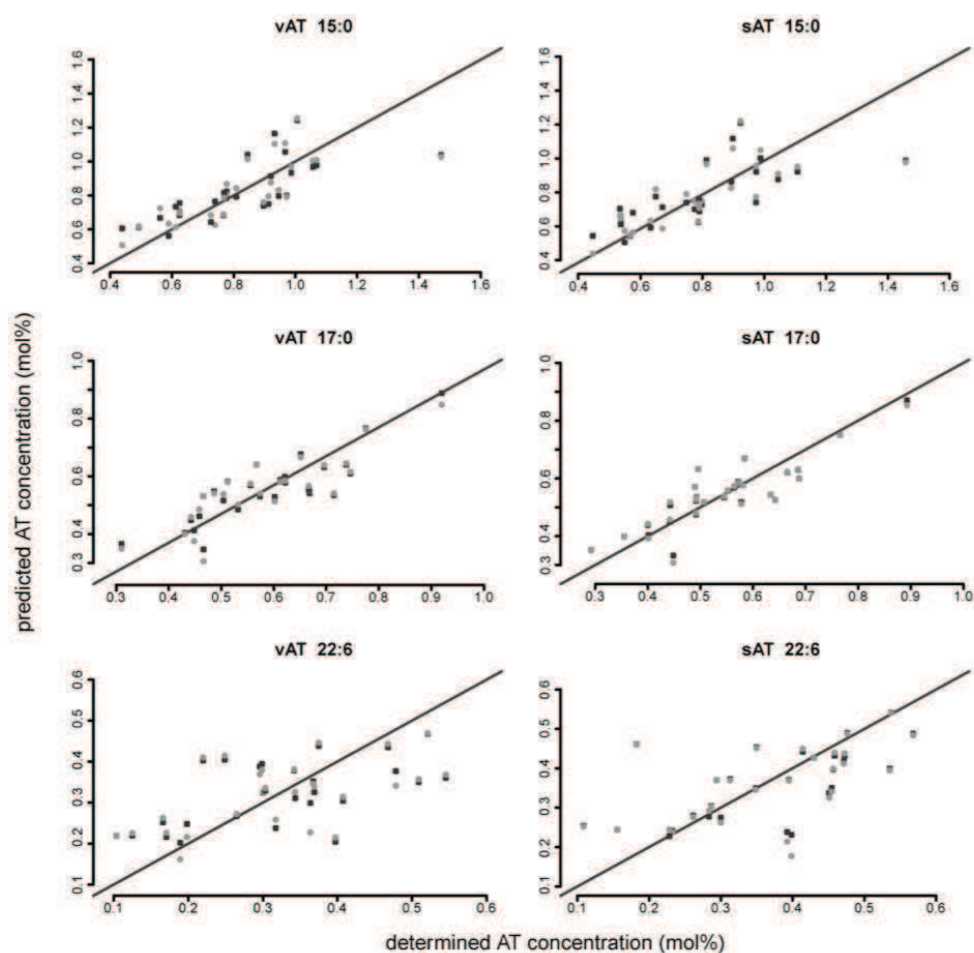 vAT 15:0
sAT 15:0
1.6
1.4
1.2
1.0
0.8
0.6
0.4
0.4 0.6 0.8 1.0 1.2 1.4 1.6
1.6
1.4
1.2
1.0
0.8
0.6
0.4
0.4 0.6 0.8 1.0 1.2 1.4 1.6
predicted AT concentration (mol%)
vAT 17:0
sAT 17:0
1.0
0.8
0.6
0.5
0.4
0.3
0.3 0.4 0.5 0.6 0.7 0.8 0.9 1.0
1.0
0.8
0.6
0.5
0.4
0.3
0.3 0.4 0.5 0.6 0.7 0.8 0.9 1.0
vAT 22:6
sAT 22:6
0.6
0.5
0.4
0.3
0.2
0.1
0.1 0.2 0.3 0.4 0.5 0.6
0.6
0.5
0.4
0.3
0.2
0.1
0.1 0.2 0.3 0.4 0.5 0.6
determined AT concentration (mol%)